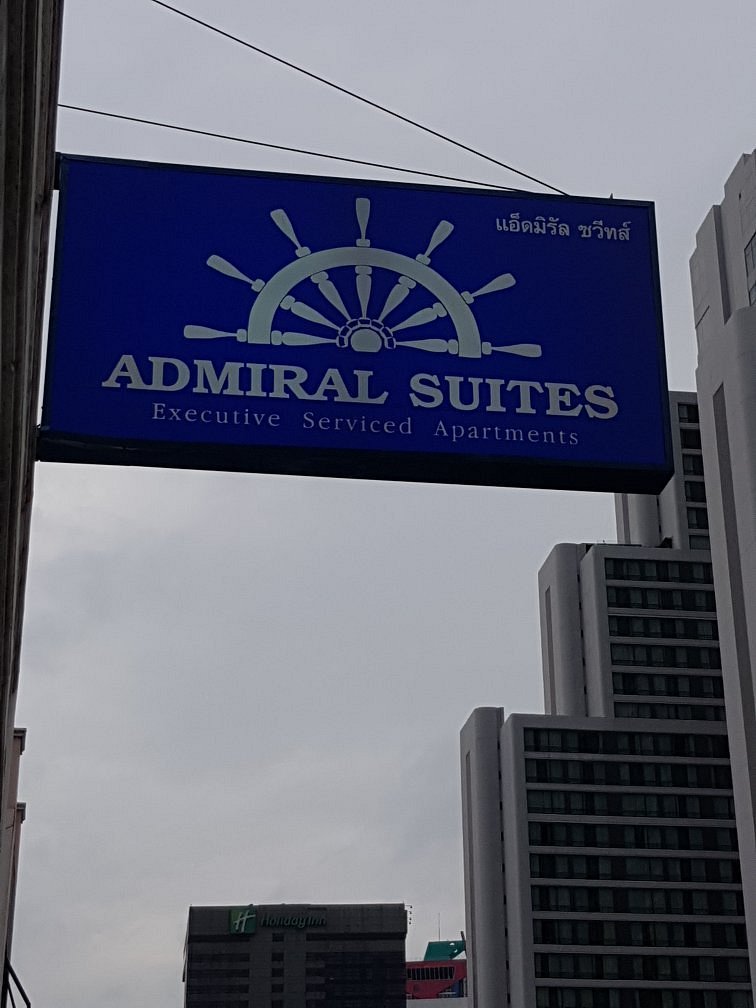 แอ็ดมิรัล ซวีทส์
ADMIRAL SUITES
Executive Serviced Apartments
H Holiday Inn